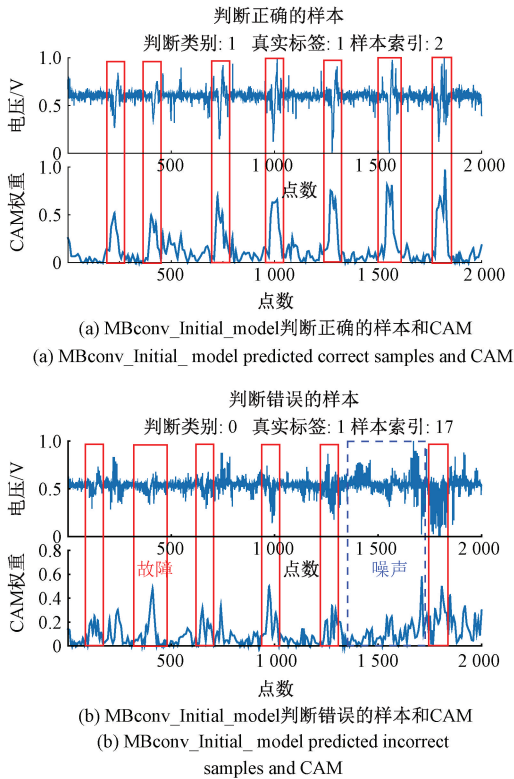 判断正确的样本
判断类别: 1 真实标签: 1 样本索引: 2
电压/V
1.0
0.5
0
500
1 000
1 500
2 000
点数
CAM权重
1.0
0.5
0
500
1 000
1 500
2 000
点数
(a) MBconv_Initial_model判断正确的样本和CAM
(a) MBconv_Initial_ model predicted correct samples and CAM
判断错误的样本
判断类别: 0 真实标签: 1 样本索引: 17
电压/V
1.0
0.5
0
500
1 000
1 500
2 000
故障
点数
噪声
CAM权重
0.8
0.6
0.4
0.2
0
500
1 000
1 500
2 000
点数
(b) MBconv_Initial_model判断错误的样本和CAM
(b) MBconv_Initial_ model predicted incorrect
samples and CAM